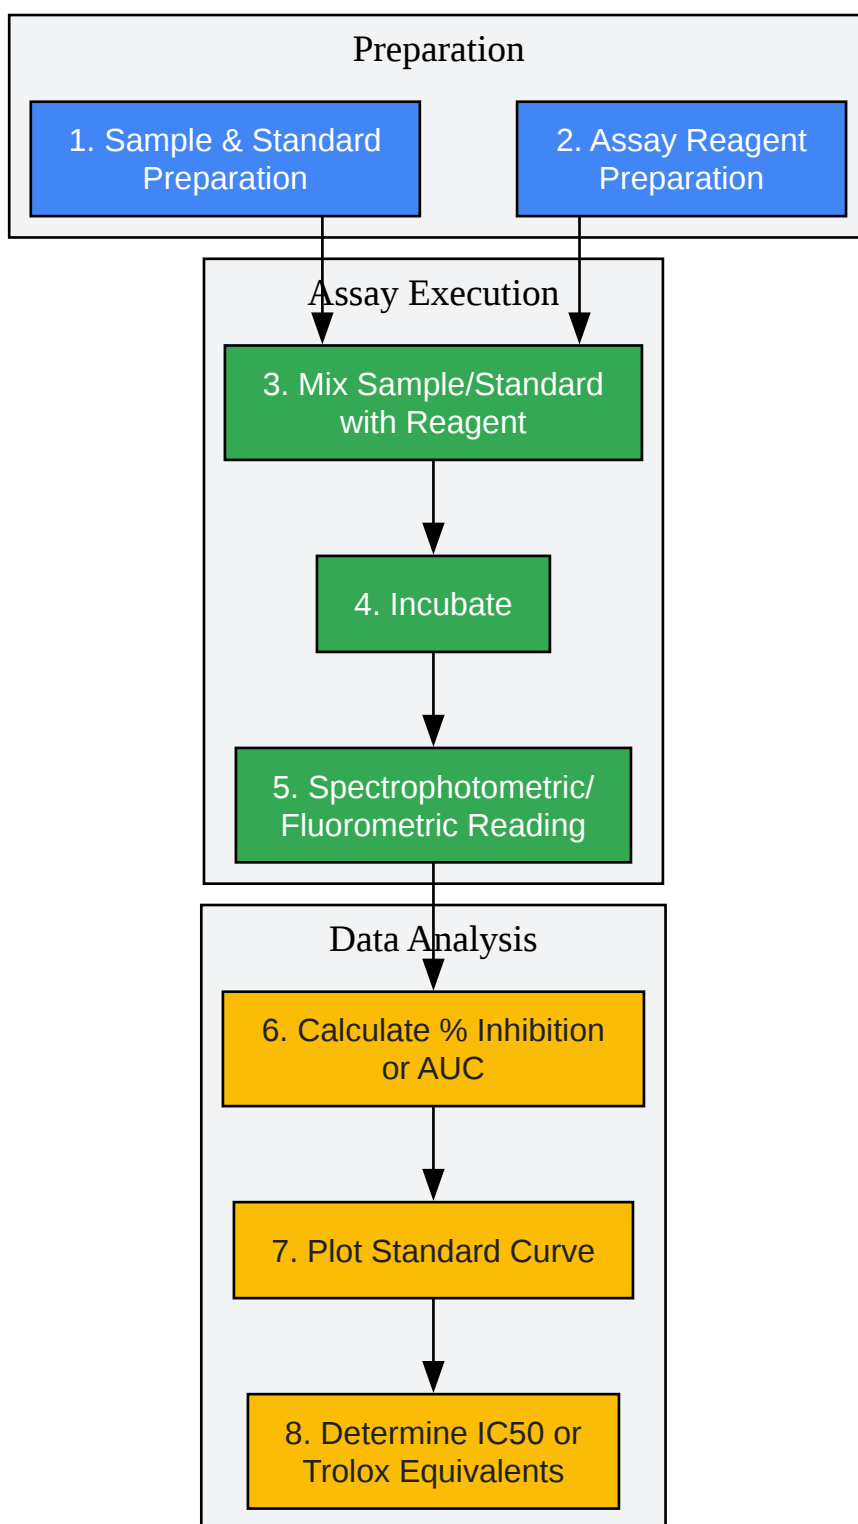 Preparation
1. Sample & Standard
Preparation
2. Assay Reagent
Preparation
Assay Execution
3. Mix Sample/Standard
with Reagent
4. Incubate
5. Spectrophotometric/
Fluorometric Reading
Data Analysis
6. Calculate % Inhibition
or AUC
7. Plot Standard Curve
8. Determine IC50 or
Trolox Equivalents